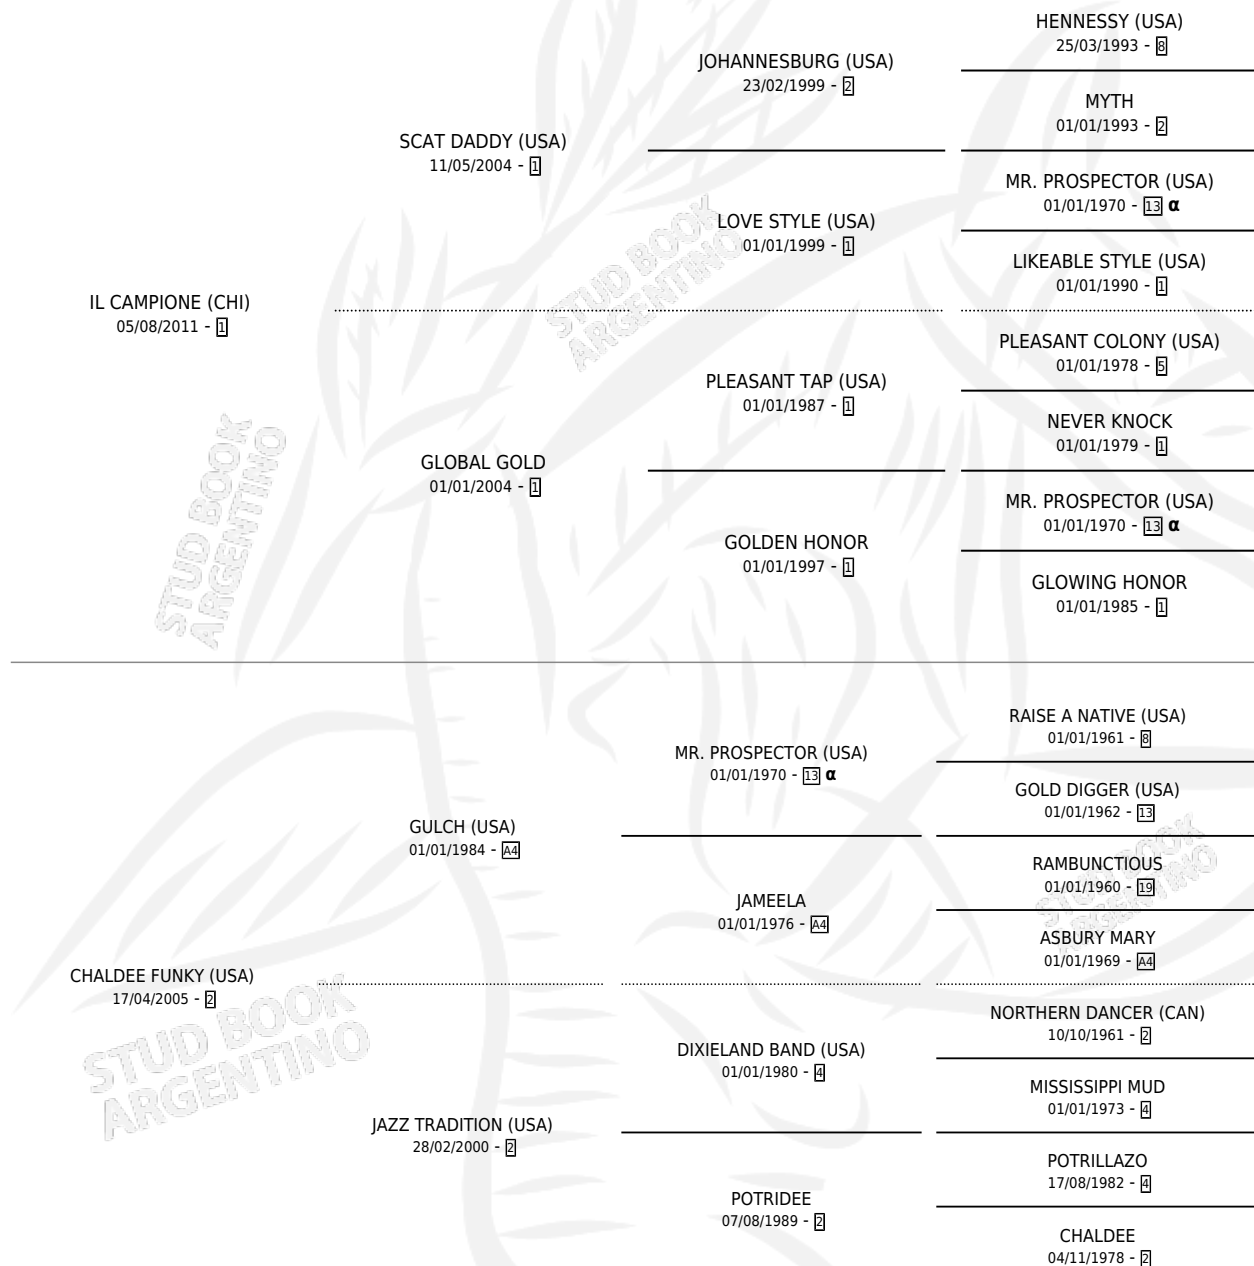 HENNESSY (USA)
25/03/1993 - 8
JOHANNESBURG (USA)
23/02/1999 - 2
MYTH
01/01/1993 - 2
SCAT DADDY (USA)
11/05/2004 - 1
MR. PROSPECTOR (USA)
01/01/1970 - 13 α
LOVE STYLE (USA)
01/01/1999 - 1
LIKEABLE STYLE (USA)
01/01/1990 - 1
STUD BOOK
ARGENTINO
IL CAMPIONE (CHI)
05/08/2011 - 1
PLEASANT COLONY (USA)
01/01/1978 - 5
PLEASANT TAP (USA)
01/01/1987 - 1
NEVER KNOCK
01/01/1979 - 1
GLOBAL GOLD
01/01/2004 - 1
MR. PROSPECTOR (USA)
01/01/1970 - 13 α
GOLDEN HONOR
01/01/1997 - 1
GLOWING HONOR
01/01/1985 - 1
STUD BOOK
ARGENTINO
RAISE A NATIVE (USA)
01/01/1961 - 8
MR. PROSPECTOR (USA)
01/01/1970 - 13 α
GOLD DIGGER (USA)
01/01/1962 - 13
GULCH (USA)
01/01/1984 - A4
RAMBUNCTIOUS
01/01/1960 - 19
JAMEELA
01/01/1976 - A4
ASBURY MARY
01/01/1969 - A4
STUD BOOK
ARGENTINO
CHALDEE FUNKY (USA)
17/04/2005 - 2
NORTHERN DANCER (CAN)
10/10/1961 - 2
DIXIELAND BAND (USA)
01/01/1980 - 4
MISSISSIPPI MUD
01/01/1973 - 4
JAZZ TRADITION (USA)
28/02/2000 - 2
POTRILLAZO
17/08/1982 - 4
POTRIDEE
07/08/1989 - 2
CHALDEE
04/11/1978 - 2
STUD BOOK
ARGENTINO